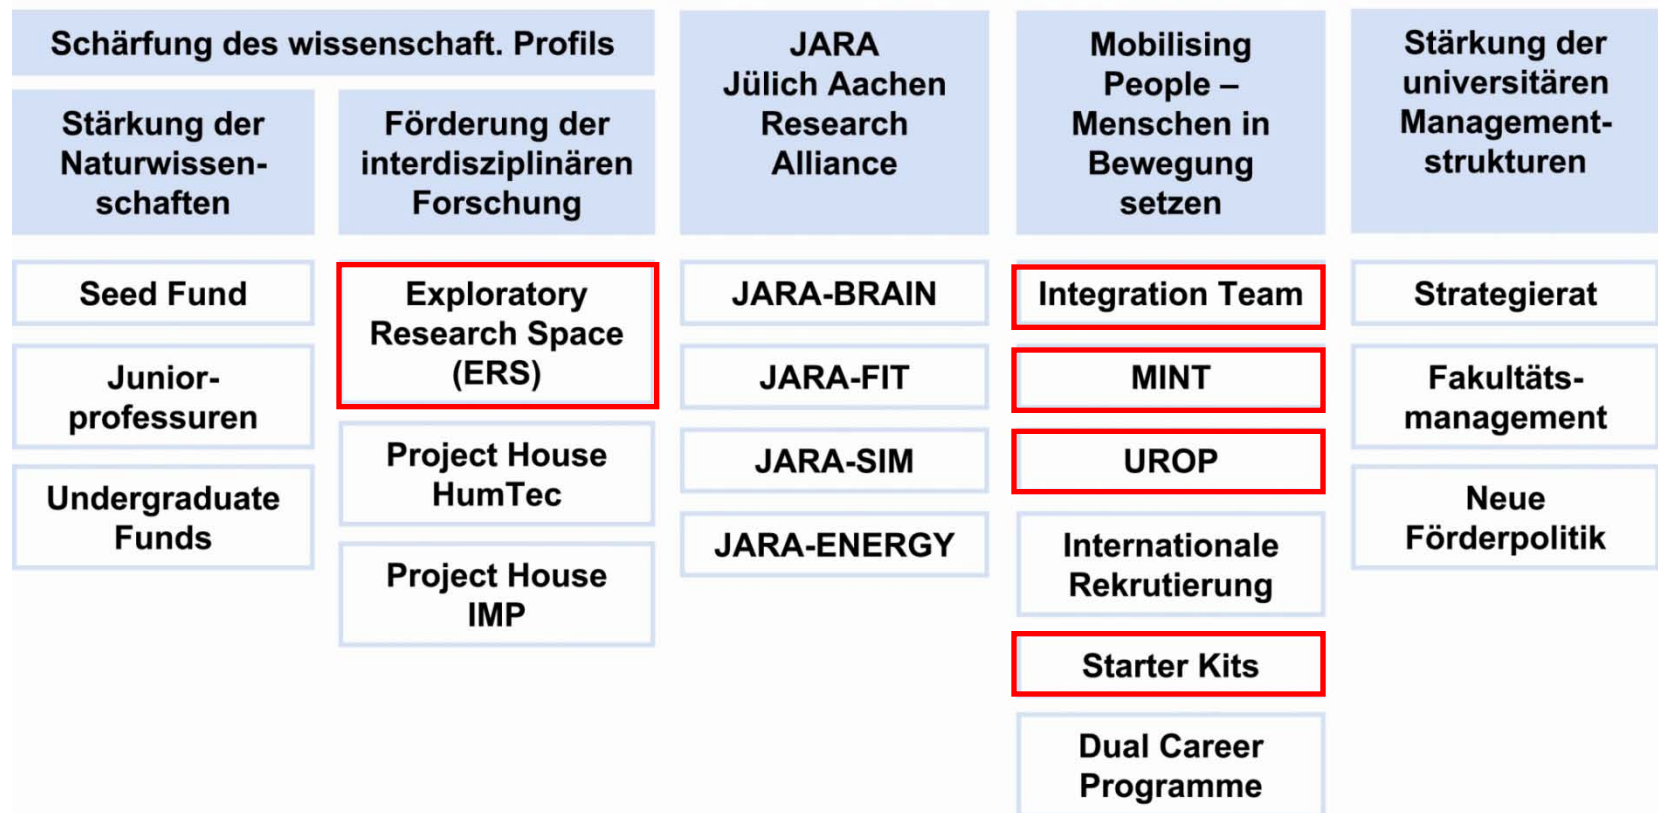 Schärfung des wissenschaft. Profils
Stärkung der
Naturwissen-
schaften
Seed Fund
Junior-
professuren
Undergraduate
Funds
Förderung der
interdisziplinären
Forschung
Exploratory
Research Space
(ERS)
Project House
HumTec
Project House
IMP
JARA
Jülich Aachen
Research
Alliance
JARA-BRAIN
JARA-FIT
JARA-SIM
JARA-ENERGY
Mobilising
People –
Menschen in
Bewegung
setzen
Integration Team
MINT
UROP
Internationale
Rekrutierung
Starter Kits
Dual Career
Programme
Stärkung der
universitären
Management-
strukturen
Strategierat
Fakultäts-
management
Neue
Förderpolitik